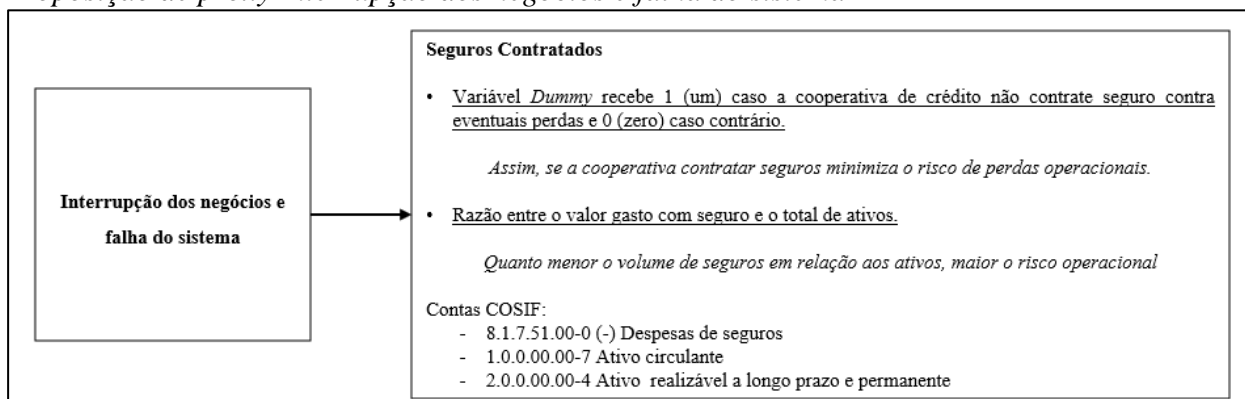 Interrupção dos negócios e
falha do sistema
Seguros Contratados
• Variável Dummy recebe 1 (um) caso a cooperativa de crédito não contrate seguro contra
eventuais perdas e 0 (zero) caso contrário.
Assim, se a cooperativa contratar seguros minimiza o risco de perdas operacionais.
• Razão entre o valor gasto com seguro e o total de ativos.
Quanto menor o volume de seguros em relação aos ativos, maior o risco operacional
Contas COSIF:
- 8.1.7.51.00-0 (-) Despesas de seguros
- 1.0.0.00.00-7 Ativo circulante
- 2.0.0.00.00-4 Ativo realizável a longo prazo e permanente